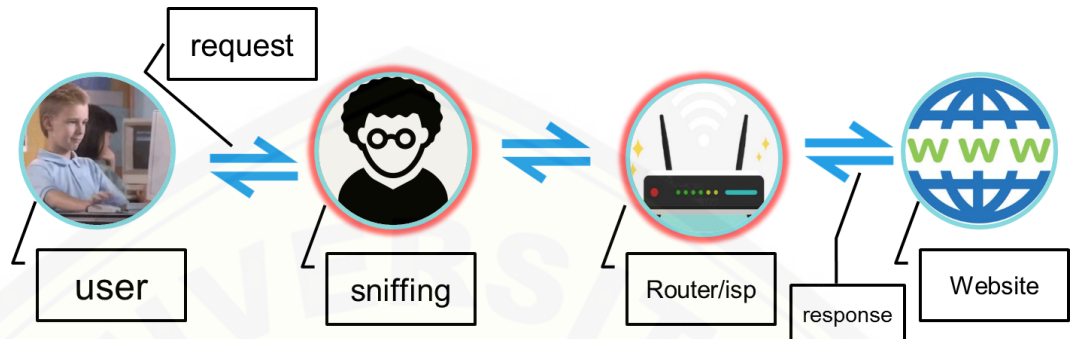 request
user
sniffing
Router/isp
response
Website
W W W